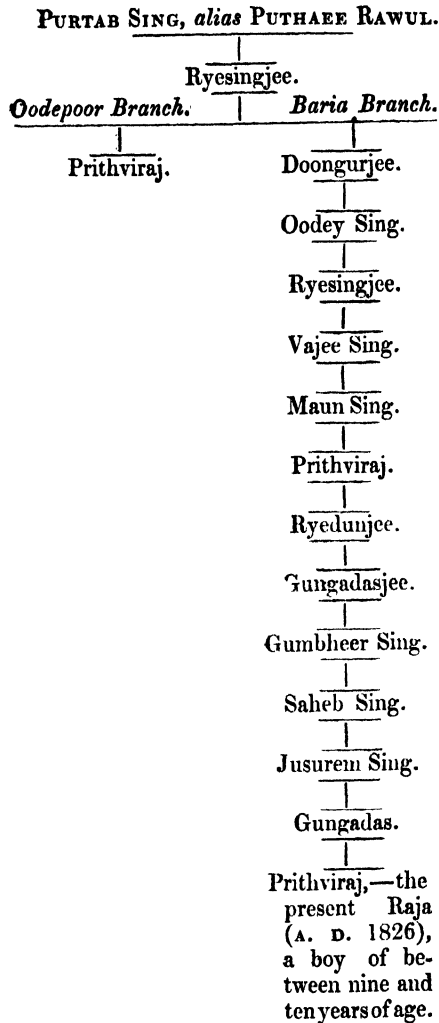 PURTAB SING, alias PUTHAEE RAWUL.
Ryesingjee.
Oodepoor Branch. Baria Branch.
Prithviraj. Doongurjee.
Oodey Sing.
Ryesingjee.
Vajee Sing.
Maun Sing.
Prithviraj.
Ryedunjee.
Gungadasjee.
Gumbheer Sing.
Saheb Sing.
Jusurem Sing.
Gungadas.
Prithviraj,—the
present Raja
(A. D. 1826),
a boy of be-
tween nine and
ten years of age.